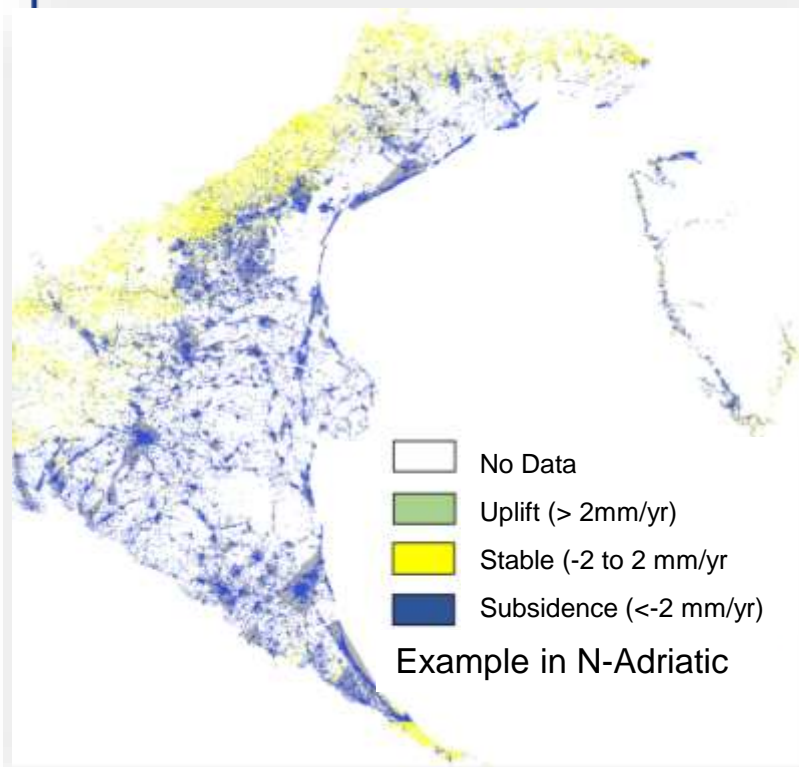 No Data
Uplift (> 2mm/yr)
Stable (-2 to 2 mm/yr
Subsidence (<-2 mm/yr)
Example in N-Adriatic